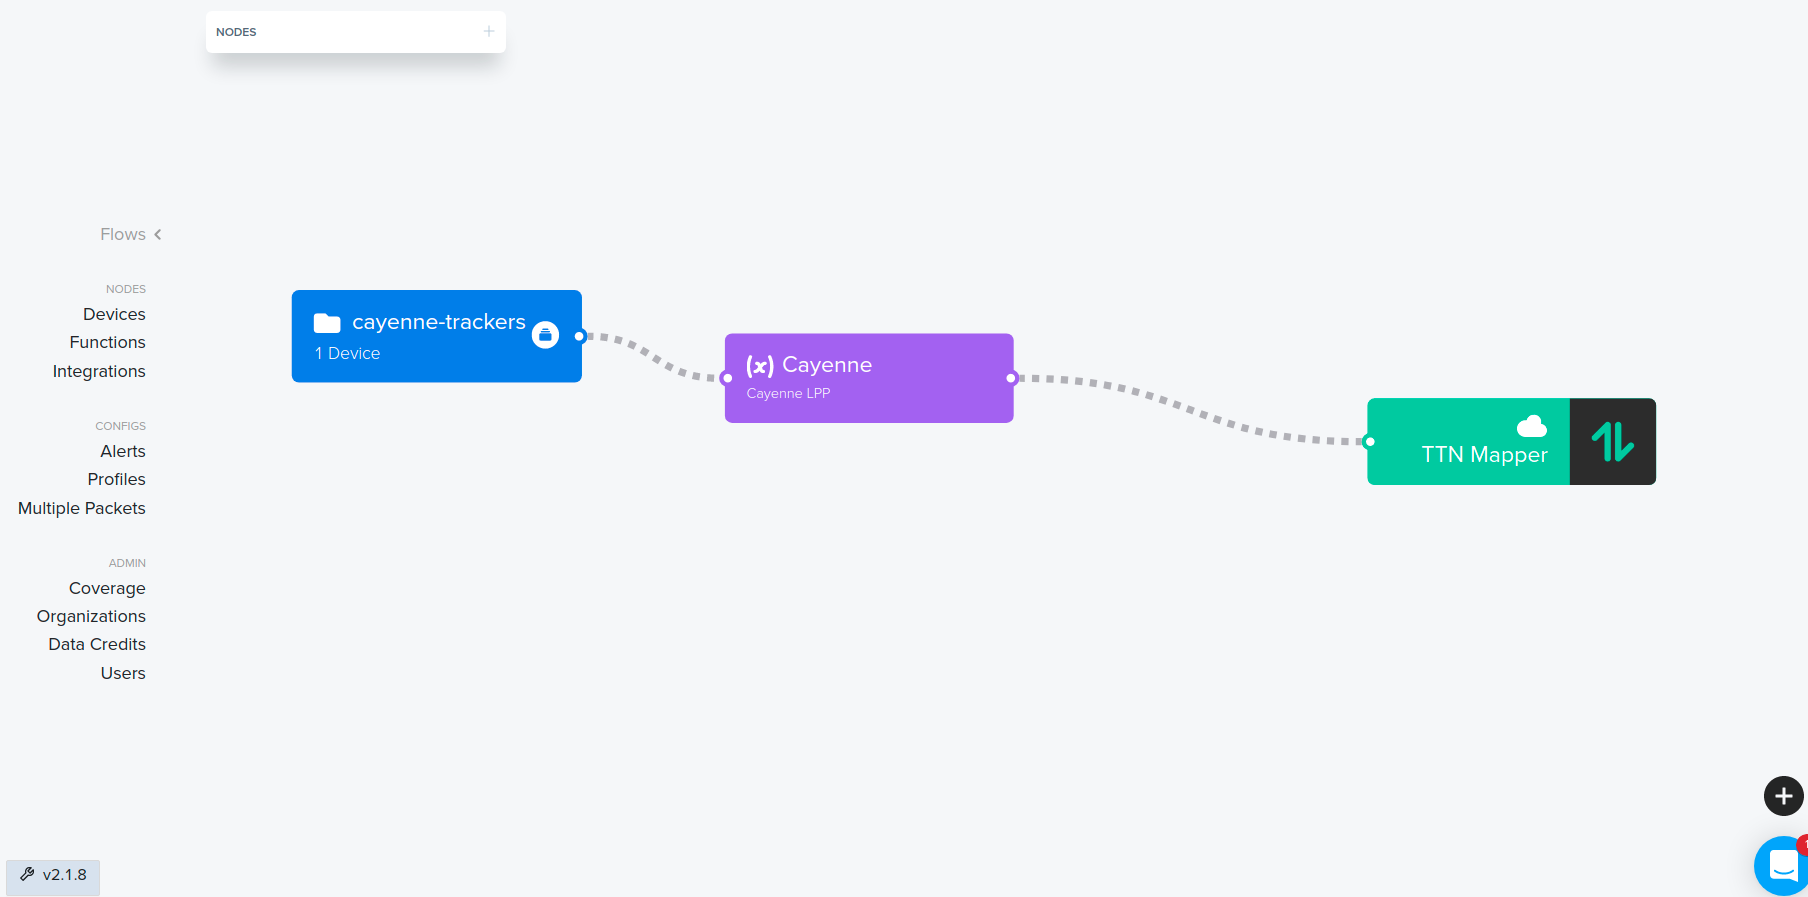 NODES
Flows
NODES
Devices
Functions
Integrations
CONFIGS
Alerts
Profiles
Multiple Packets
ADMIN
Coverage
Organizations
Data Credits
Users
v2.1.8
cayenne-trackers
1 Device
(x) Cayenne
Cayenne LPP
TTN Mapper